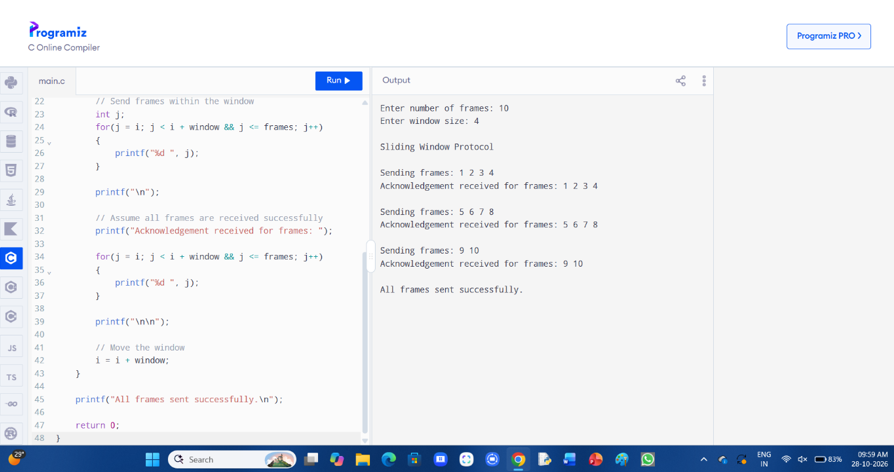 Programiz
C Online Compiler
Programiz PRO >
main.c
Run
Output
22 // Send frames within the window
23 int j;
24 for(j = i; j < i + window && j <= frames; j++)
25 {
26 printf("%d ", j);
27 }
28
29 printf("\n");
30
31 // Assume all frames are received successfully
32 printf("Acknowledgement received for frames: ");
33
34 for(j = i; j < i + window && j <= frames; j++)
35 {
36 printf("%d ", j);
37 }
38
39 printf("\n\n");
40
41 // Move the window
42 i = i + window;
43 }
44
45 printf("All frames sent successfully.\n");
46
47 return 0;
48 }
Enter number of frames: 10
Enter window size: 4
Sliding Window Protocol
Sending frames: 1 2 3 4
Acknowledgement received for frames: 1 2 3 4
Sending frames: 5 6 7 8
Acknowledgement received for frames: 5 6 7 8
Sending frames: 9 10
Acknowledgement received for frames: 9 10
All frames sent successfully.
JS
TS
29°
Search
ENG
IN
83%
09:59 AM
28-10-2026